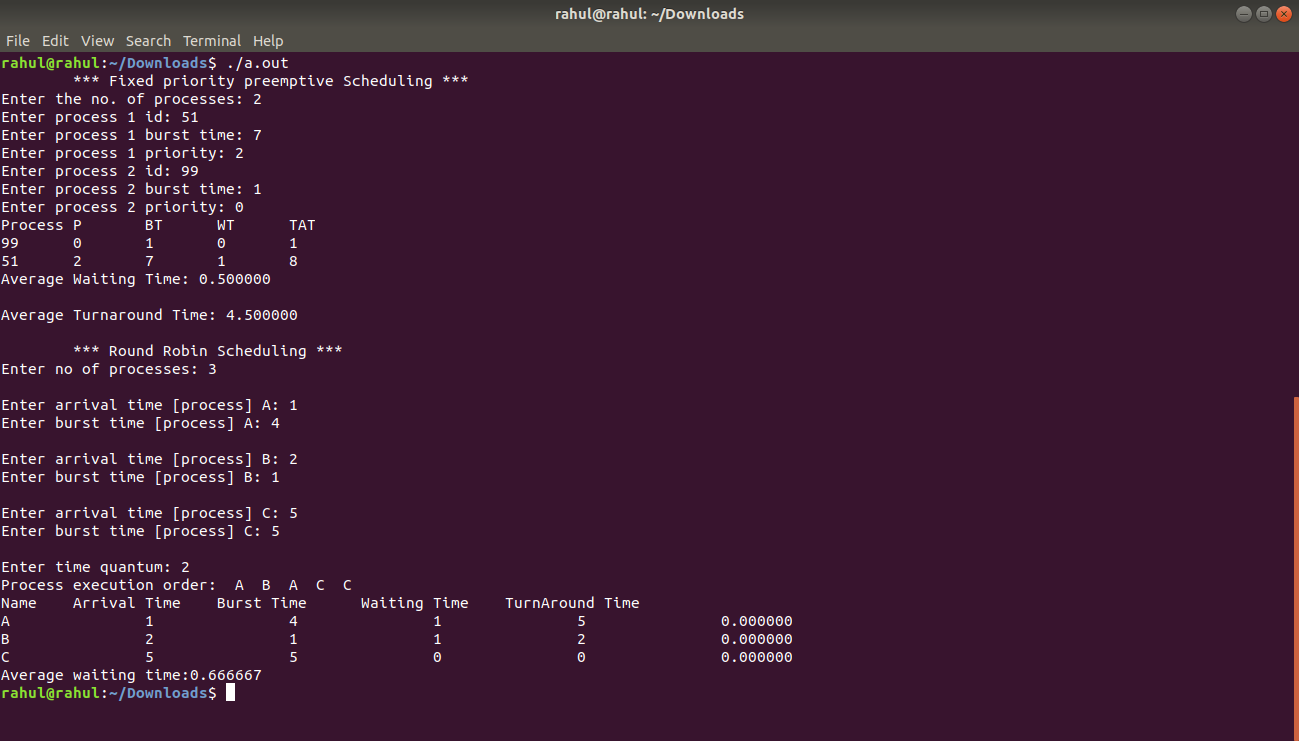 rahul@rahul: ~/Downloads
File Edit View Search Terminal Help
rahul@rahul:~/Downloads$ ./a.out
*** Fixed priority preemptive Scheduling ***
Enter the no. of processes: 2
Enter process 1 id: 51
Enter process 1 burst time: 7
Enter process 1 priority: 2
Enter process 2 id: 99
Enter process 2 burst time: 1
Enter process 2 priority: 0
Process P BT WT TAT
99 0 1 0 1
51 2 7 1 8
Average Waiting Time: 0.500000
Average Turnaround Time: 4.500000
*** Round Robin Scheduling ***
Enter no of processes: 3
Enter arrival time [process] A: 1
Enter burst time [process] A: 4
Enter arrival time [process] B: 2
Enter burst time [process] B: 1
Enter arrival time [process] C: 5
Enter burst time [process] C: 5
Enter time quantum: 2
Process execution order: A B A C C
Name Arrival Time Burst Time Waiting Time TurnAround Time
A 1 4 1 5 0.000000
B 2 1 1 2 0.000000
C 5 5 0 0 0.000000
Average waiting time:0.666667
rahul@rahul:~/Downloads$